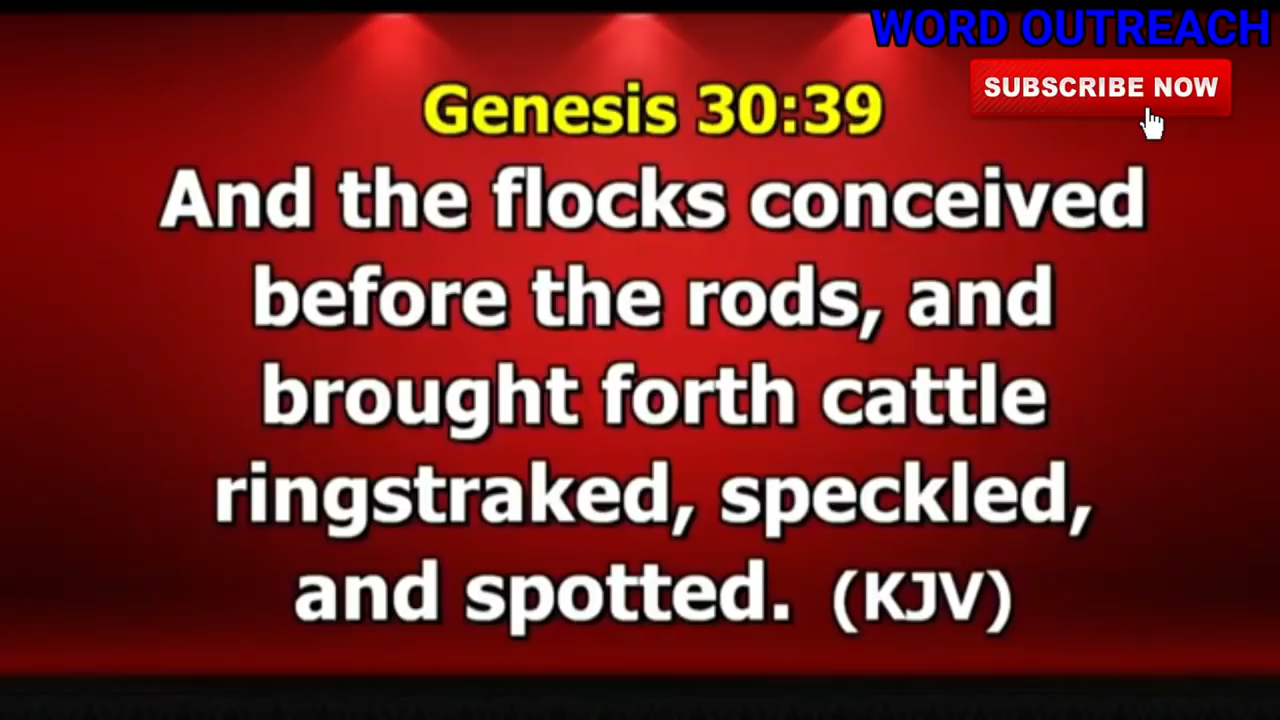 WORD OUTREACH
SUBSCRIBE NOW
Genesis 30:39
And the flocks conceived
before the rods, and
brought forth cattle
ringstraked, speckled,
and spotted. (KJV)